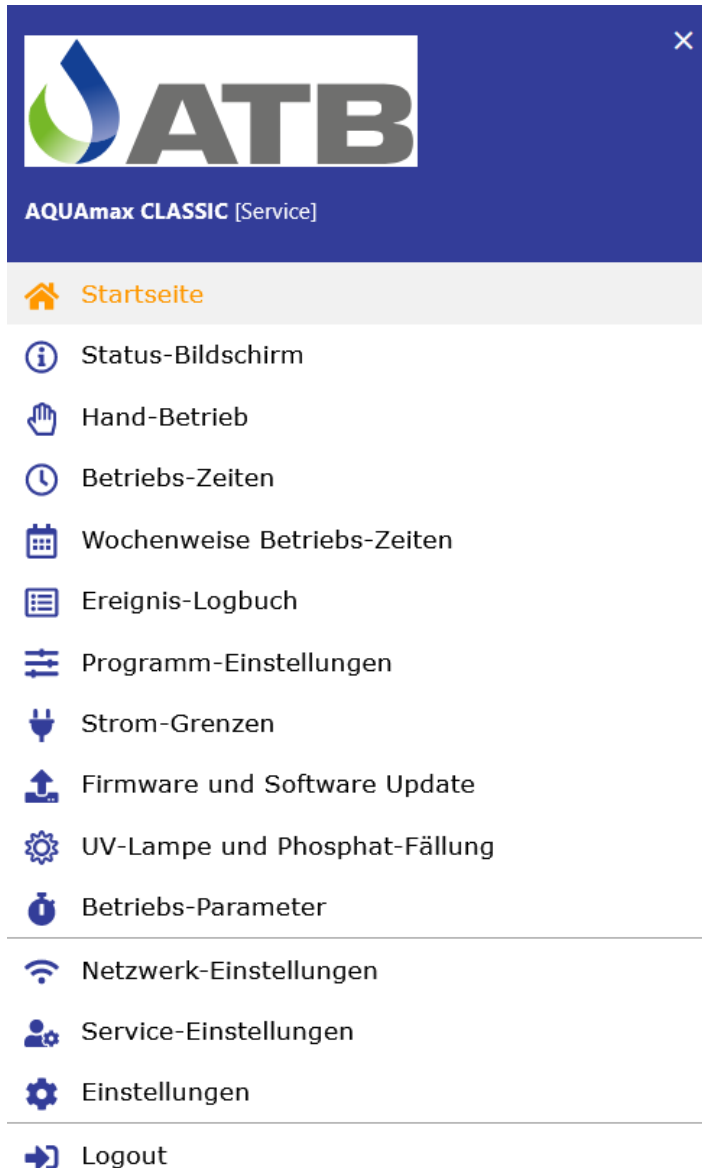 ATB
AQUAmax CLASSIC [Service]
Startseite
Status-Bildschirm
Hand-Betrieb
Betriebs-Zeiten
Wochenweise Betriebs-Zeiten
Ereignis-Logbuch
Programm-Einstellungen
Strom-Grenzen
Firmware und Software Update
UV-Lampe und Phosphat-Fällung
Betriebs-Parameter
Netzwerk-Einstellungen
Service-Einstellungen
Einstellungen
Logout